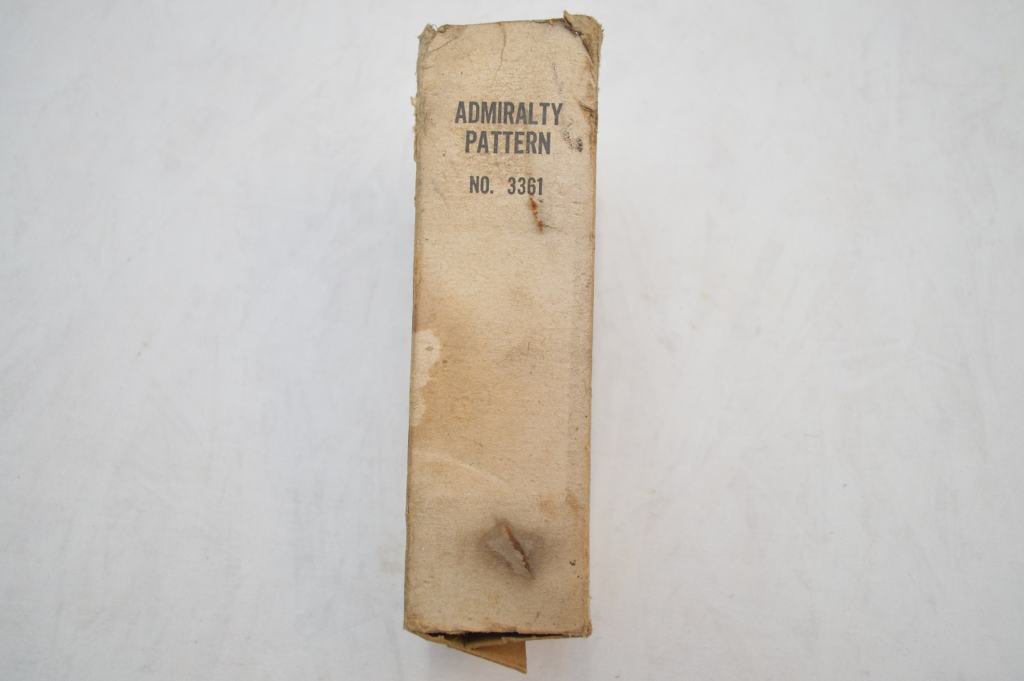 ADMIRALTY
PATTERN
NO. 3361